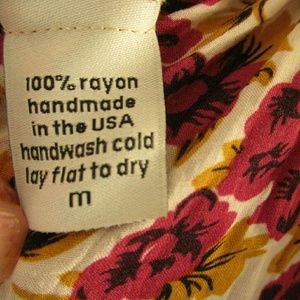 100% rayon
handmade
in the USA
handwash cold
lay flat to dry
m